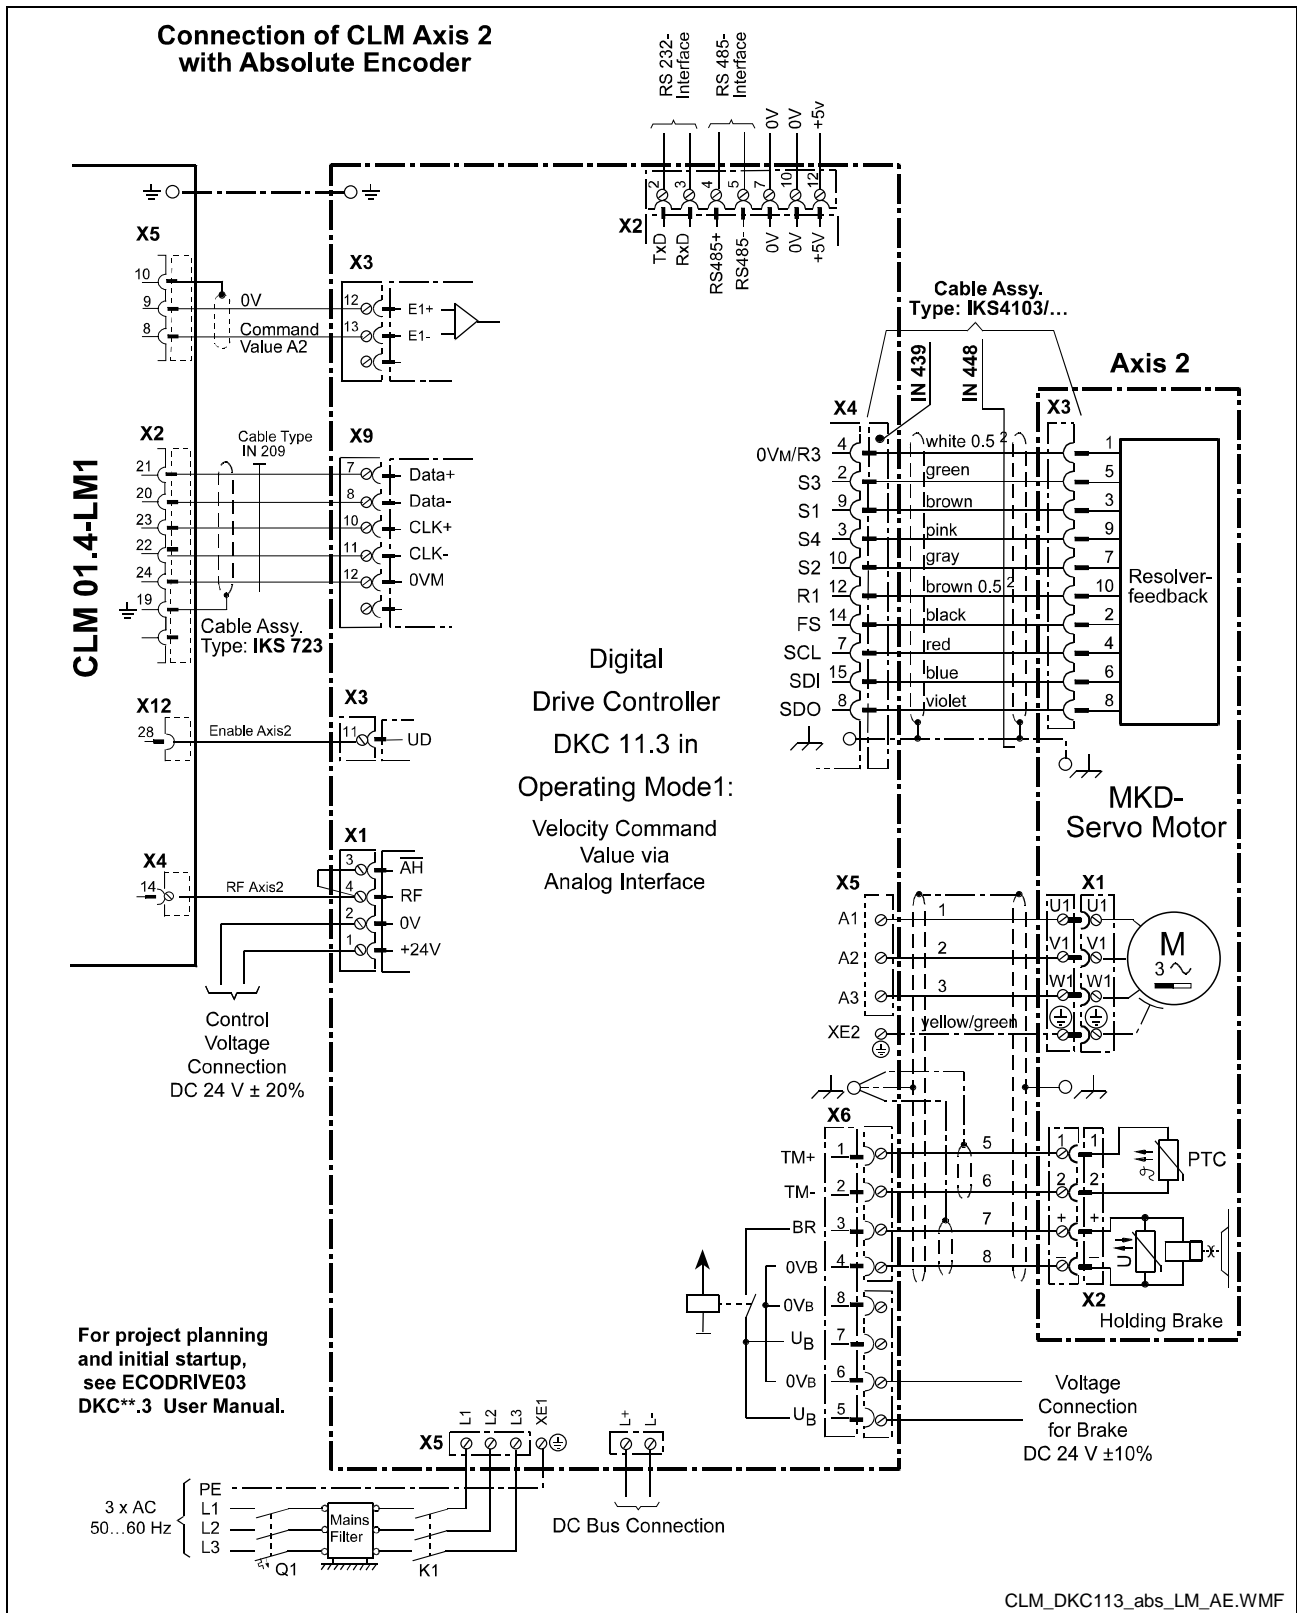 Connection of CLM Axis 2
with Absolute Encoder
RS 232-
Interface
RS 485-
Interface
0V
0V
+5v
2
3
4
5
7
10
12
X2
TxD
RxD
RS485+
RS485-
0V
0V
+5V
CLM 01.4-LM1
X5
10
9
8
0V
Command
Value A2
X3
12
13
E1+
E1-
X2
21
20
23
22
24
19
Cable Type
IN 209
Cable Assy.
Type: IKS 723
X9
7
8
10
11
12
Data+
Data-
CLK+
CLK-
0VM
X12
28
Enable Axis2
X3
11
UD
X4
14
RF Axis2
X1
3
4
2
1
AH
RF
0V
+24V
Control
Voltage
Connection
DC 24 V ± 20%
Digital
Drive Controller
DKC 11.3 in
Operating Mode1:
Velocity Command
Value via
Analog Interface
Cable Assy.
Type: IKS4103/...
IN 439
IN 448
Axis 2
X4
X3
0VM/R3 4 white 0.5 2 1
S3 2 green 5
S1 9 brown 3
S4 3 pink 9
S2 10 gray 7
R1 12 brown 0.5 2 10
FS 14 black 2
SCL 7 red 4
SDI 15 blue 6
SDO 8 violet 8
Resolver-
feedback
MKD-
Servo Motor
X5
X1
A1 1 U1 U1
A2 2 V1 V1
A3 3 W1 W1
XE2 yellow/green
M
3
X6
TM+ 1 5 1 1
TM- 2 6 2 2
BR 3 7 + +
0VB 4 8 - -
0VB 8
UB 7
0VB 6
UB 5
PTC
ϑ
U
X2
Holding Brake
Voltage
Connection
for Brake
DC 24 V ±10%
For project planning
and initial startup,
see ECODRIVE03
DKC**.3 User Manual.
X5
L1
L2
L3
XE1
L+
L-
DC Bus Connection
3 x AC
50...60 Hz
PE
L1
L2
L3
Q1
Mains
Filter
K1
CLM_DKC113_abs_LM_AE.WMF